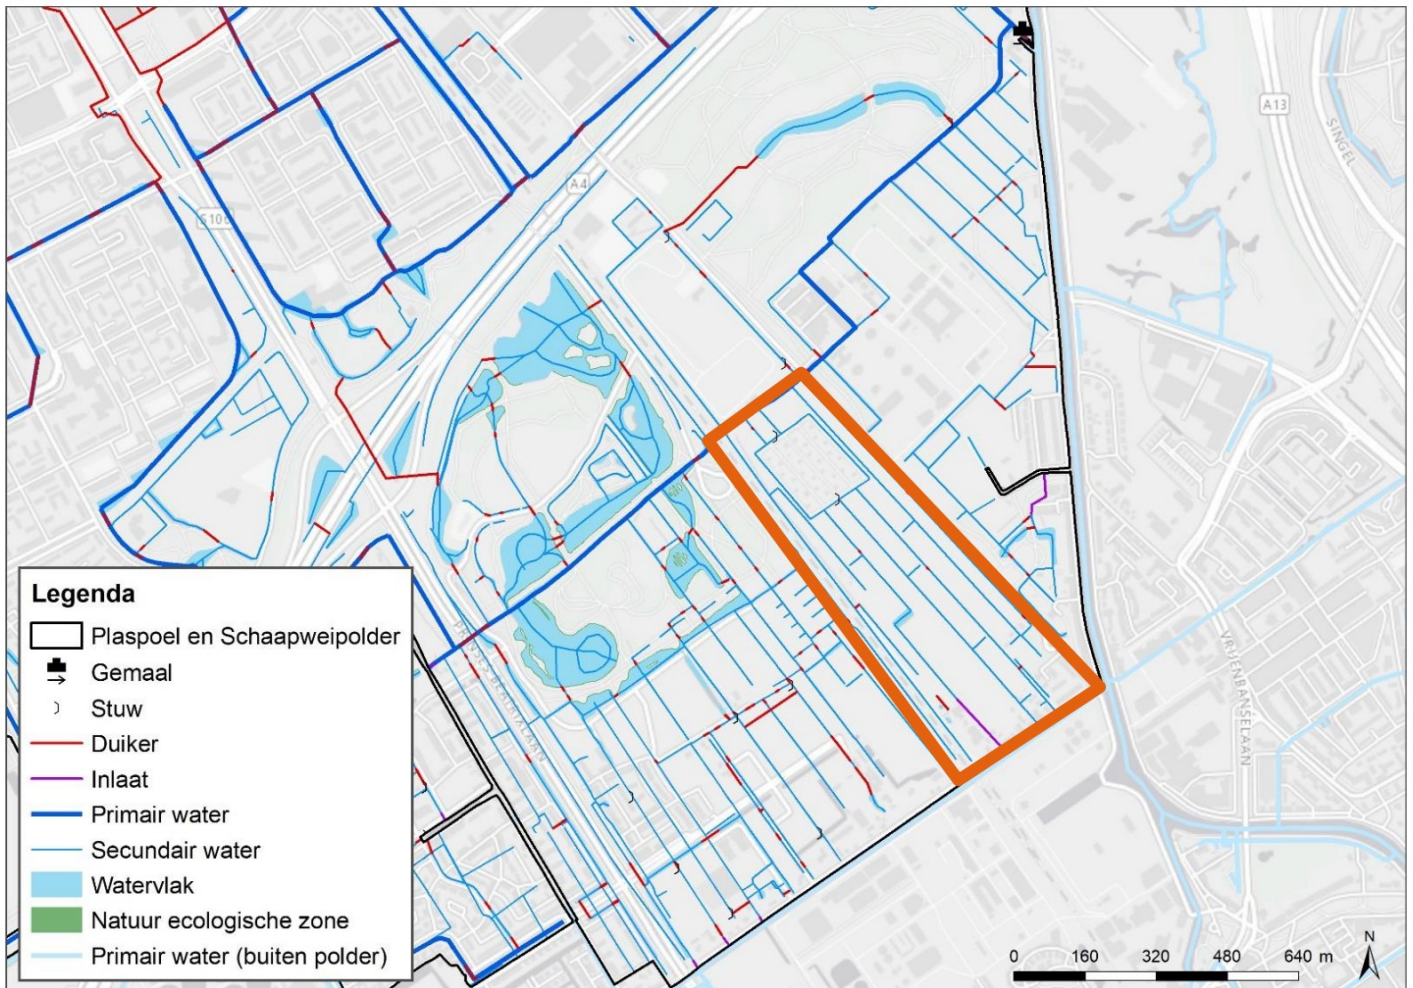 A4
A13
SINGEL
S106
PRINSES BEATRIXLAAN
VRIJENBANSELAAN
Legenda
Plaspoel en Schaapweipolder
Gemaal
Stuw
Duiker
Inlaat
Primair water
Secundair water
Watervlak
Natuur ecologische zone
Primair water (buiten polder)
0 160 320 480 640 m
N